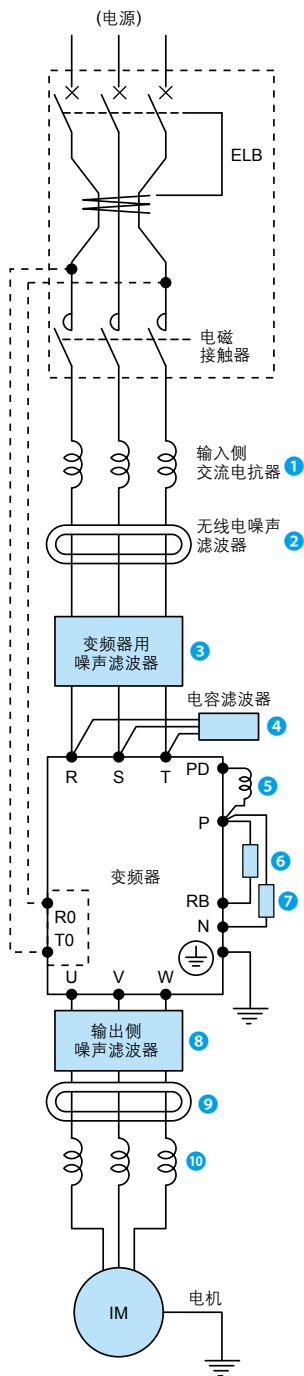 (电源)
ELB
电磁
接触器
输入侧
交流电抗器 1
无线电噪声
滤波器 2
变频器用
噪声滤波器
3
电容滤波器
4
R S T
PD
5
P
变频器
6
RB
7
N
R0
T0
U V W
输出侧
噪声滤波器
8
9
10
IM
电机